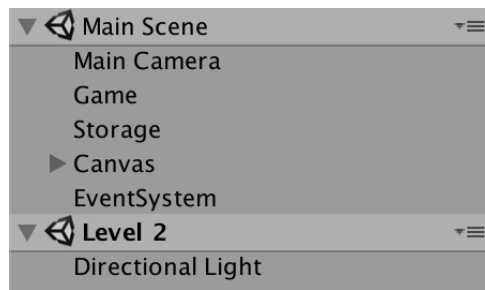 Main Scene
Main Camera
Game
Storage
Canvas
EventSystem
Level 2
Directional Light